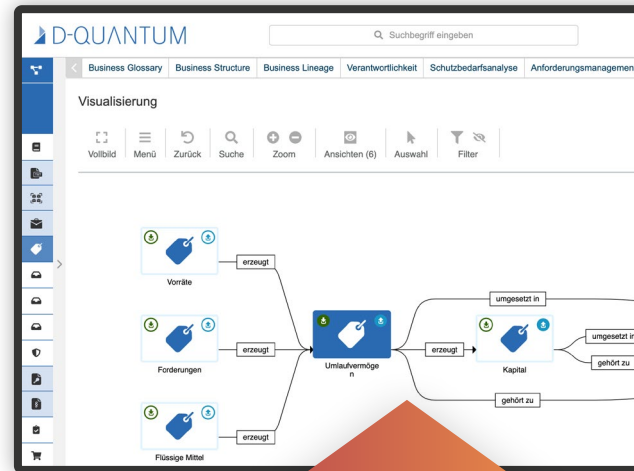 D-QUANTUM
Suchbegriff eingeben
Business Glossary Business Structure Business Lineage Verantwortlichkeit Schutzbedarfsanalyse Anforderungsmanagemen
Visualisierung
Vollbild Menü Zurück Suche Zoom Ansichten (6) Auswahl Filter
erzeugt
Vorräte
umgesetzt in
umgesetzt in
erzeugt
erzeugt
gehört zu
Forderungen
Umlaufvermöge
n
Kapital
gehört zu
erzeugt
Flüssige Mittel